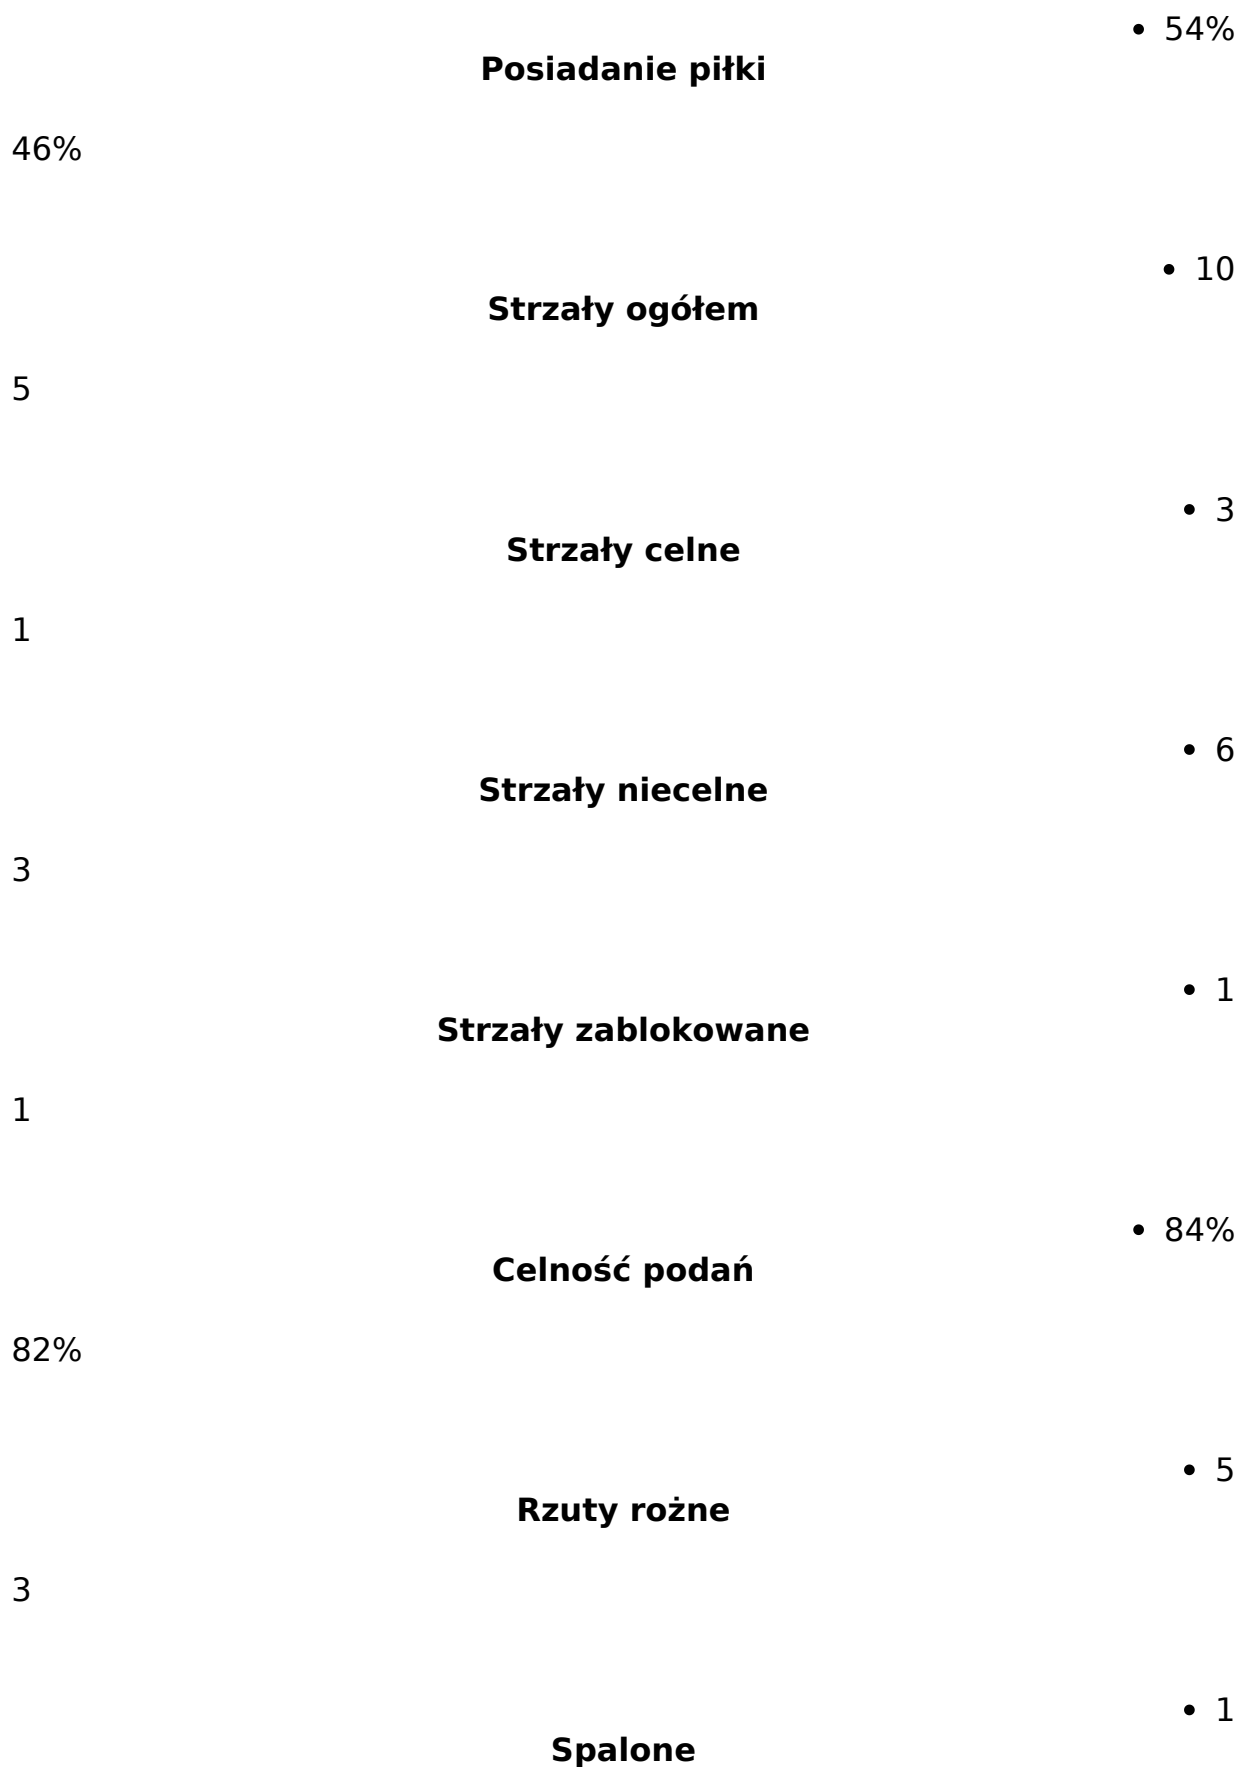 • 54%
Posiadanie piłki
46%
• 10
Strzały ogółem
5
• 3
Strzały celne
1
• 6
Strzały niecelne
3
• 1
Strzały zablokowane
1
• 84%
Celność podań
82%
• 5
Rzuty rożne
3
• 1
Spalone